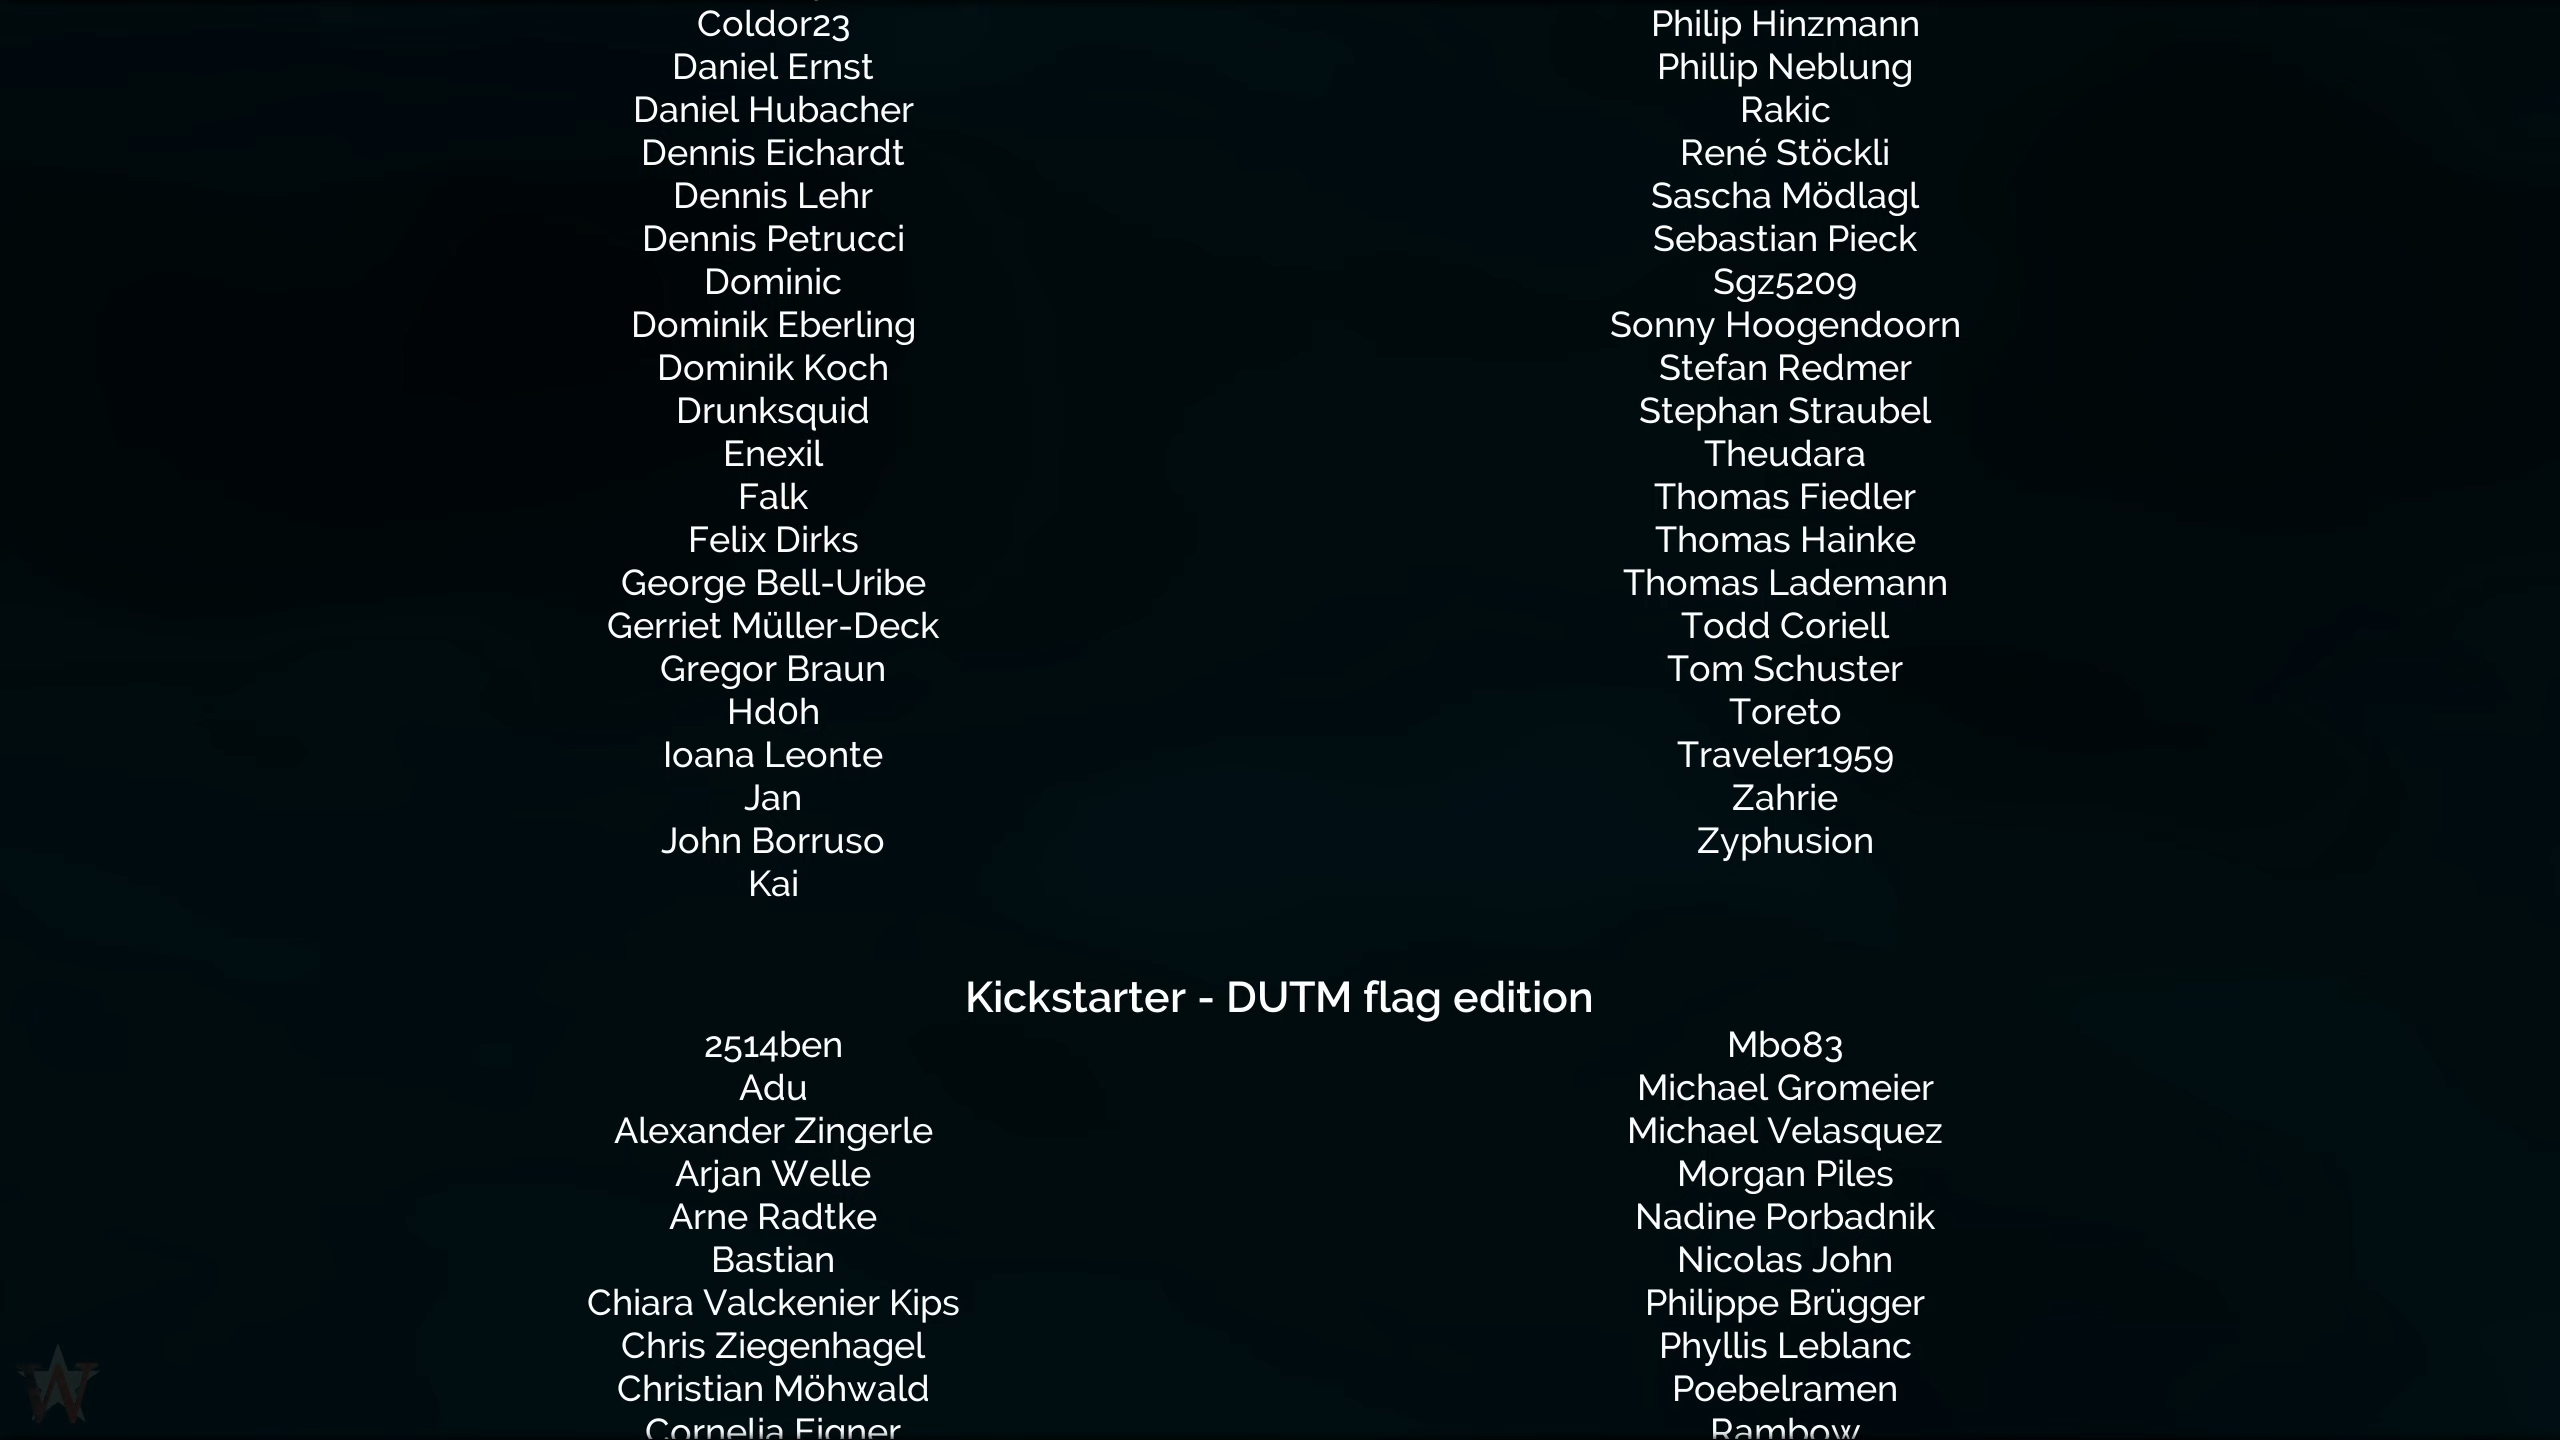 Coldor23
Daniel Ernst
Daniel Hubacher
Dennis Eichardt
Dennis Lehr
Dennis Petrucci
Dominic
Dominik Eberling
Dominik Koch
Drunksquid
Enexil
Falk
Felix Dirks
George Bell-Uribe
Gerriet Müller-Deck
Gregor Braun
Hd0h
Ioana Leonte
Jan
John Borruso
Kai
Philip Hinzmann
Phillip Neblung
Rakic
René Stöckli
Sascha Mödlagl
Sebastian Pieck
Sgz5209
Sonny Hoogendoorn
Stefan Redmer
Stephan Straubel
Theudara
Thomas Fiedler
Thomas Hainke
Thomas Lademann
Todd Coriell
Tom Schuster
Toreto
Traveler1959
Zahrie
Zyphusion
Kickstarter - DUTM flag edition
2514ben
Adu
Alexander Zingerle
Arjan Welle
Arne Radtke
Bastian
Chiara Valckenier Kips
Chris Ziegenhagel
Christian Möhwald
Cornelia Eigner
Mbo83
Michael Gromeier
Michael Velasquez
Morgan Piles
Nadine Porbadnik
Nicolas John
Philippe Brügger
Phyllis Leblanc
Poebelramen
Rambow
W